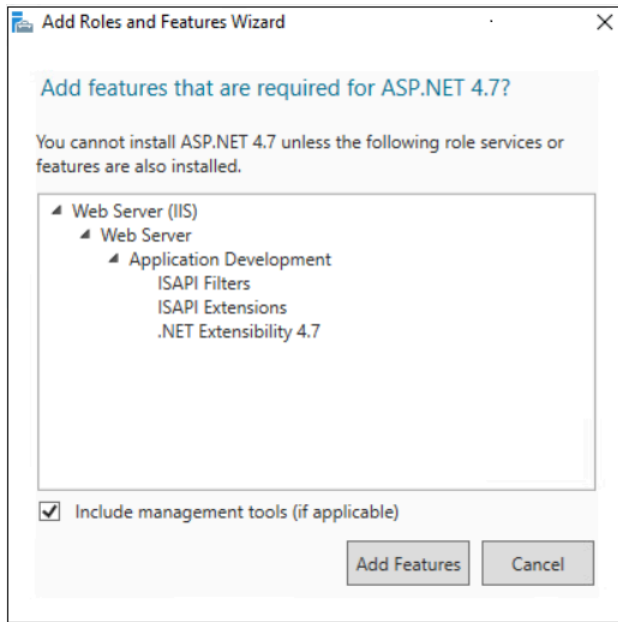 Add Roles and Features Wizard
Add features that are required for ASP.NET 4.7?
You cannot install ASP.NET 4.7 unless the following role services or
features are also installed.
Web Server (IIS)
Web Server
Application Development
ISAPI Filters
ISAPI Extensions
.NET Extensibility 4.7
Include management tools (if applicable)
Add Features
Cancel